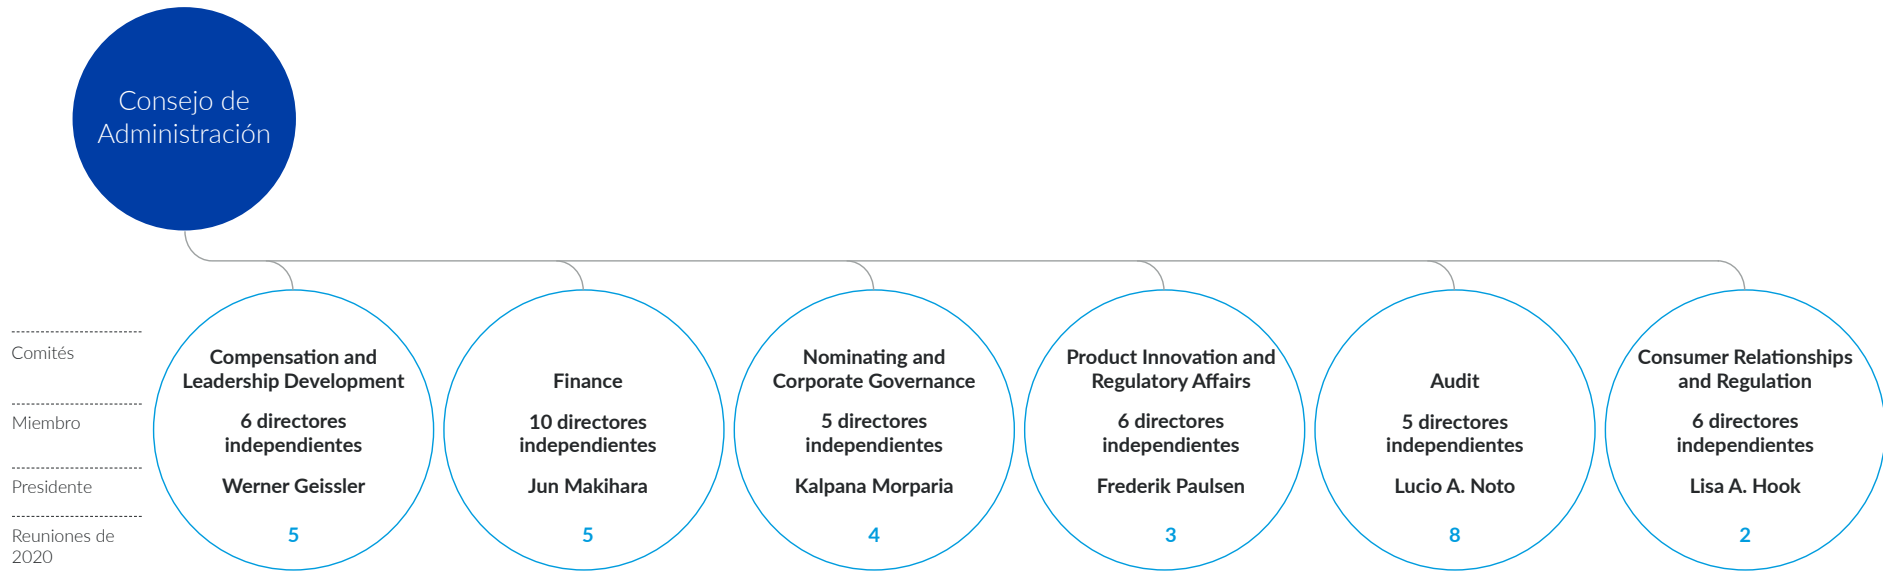 Consejo de
Administración
Comités
Miembro
Presidente
Reuniones de
2020
Compensation and
Leadership Development
6 directores
independientes
Werner Geissler
5
Finance
10 directores
independientes
Jun Makihara
5
Nominating and
Corporate Governance
5 directores
independientes
Kalpana Morparia
4
Product Innovation and
Regulatory Affairs
6 directores
independientes
Frederik Paulsen
3
Audit
5 directores
independientes
Lucio A. Noto
8
Consumer Relationships
and Regulation
6 directores
independientes
Lisa A. Hook
2